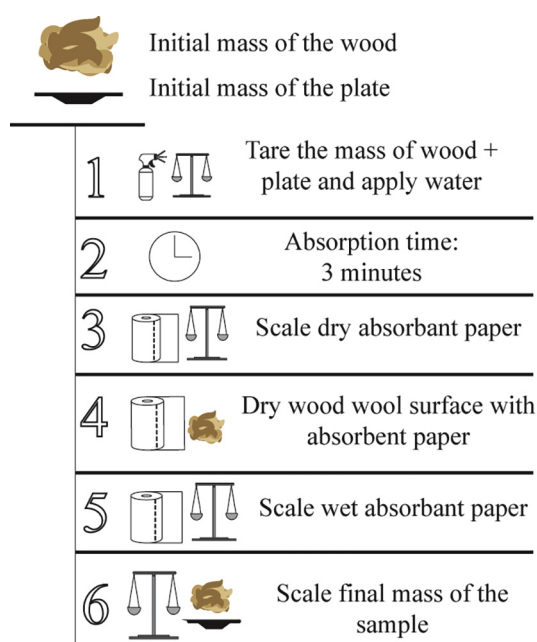 Initial mass of the wood
Initial mass of the plate
1
Tare the mass of wood +
plate and apply water
2
Absorption time:
3 minutes
3
Scale dry absorbant paper
4
Dry wood wool surface with
absorbent paper
5
Scale wet absorbant paper
6
Scale final mass of the
sample